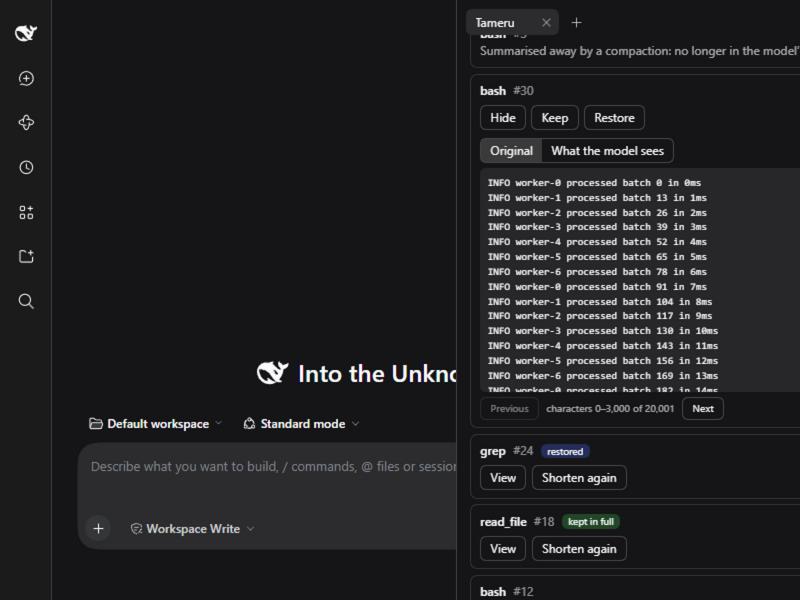 Into the Unkno
Default workspace
Standard mode
Describe what you want to build, / commands, @ files or session
Workspace Write
Tameru
Summarised away by a compaction: no longer in the model'
bash #30
Hide
Keep
Restore
Original
What the model sees
INFO worker-0 processed batch 0 in 0ms
INFO worker-1 processed batch 13 in 1ms
INFO worker-2 processed batch 26 in 2ms
INFO worker-3 processed batch 39 in 3ms
INFO worker-4 processed batch 52 in 4ms
INFO worker-5 processed batch 65 in 5ms
INFO worker-6 processed batch 78 in 6ms
INFO worker-0 processed batch 91 in 7ms
INFO worker-1 processed batch 104 in 8ms
INFO worker-2 processed batch 117 in 9ms
INFO worker-3 processed batch 130 in 10ms
INFO worker-4 processed batch 143 in 11ms
INFO worker-5 processed batch 156 in 12ms
INFO worker-6 processed batch 169 in 13ms
INFO worker-0 processed batch 182 in 14ms
Previous
characters 0–3,000 of 20,001
Next
grep #24 restored
View
Shorten again
read_file #18 kept in full
View
Shorten again
bash #12